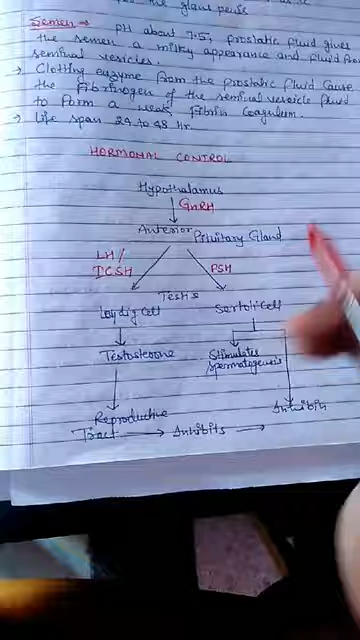 the glans penis
Semen → PH about 7.5, prostatic fluid gives
the semen a milky appearance and fluid from
seminal vesicles.
→ Clotting enzyme from the prostatic fluid cause
the fibrinogen of the seminal vesicle fluid
to form a weak fibrin coagulum.
→ Life span 24 to 48 hr.
HORMONAL CONTROL
Hypothalamus
GnRH
Anterior Pituitary Gland
LH/
ICSH FSH
Testis
Leydig Cell Sertoli Cell
Testosterone Stimulates
Spermatogenesis
Reproductive Inhibin
Tract → Inhibits →